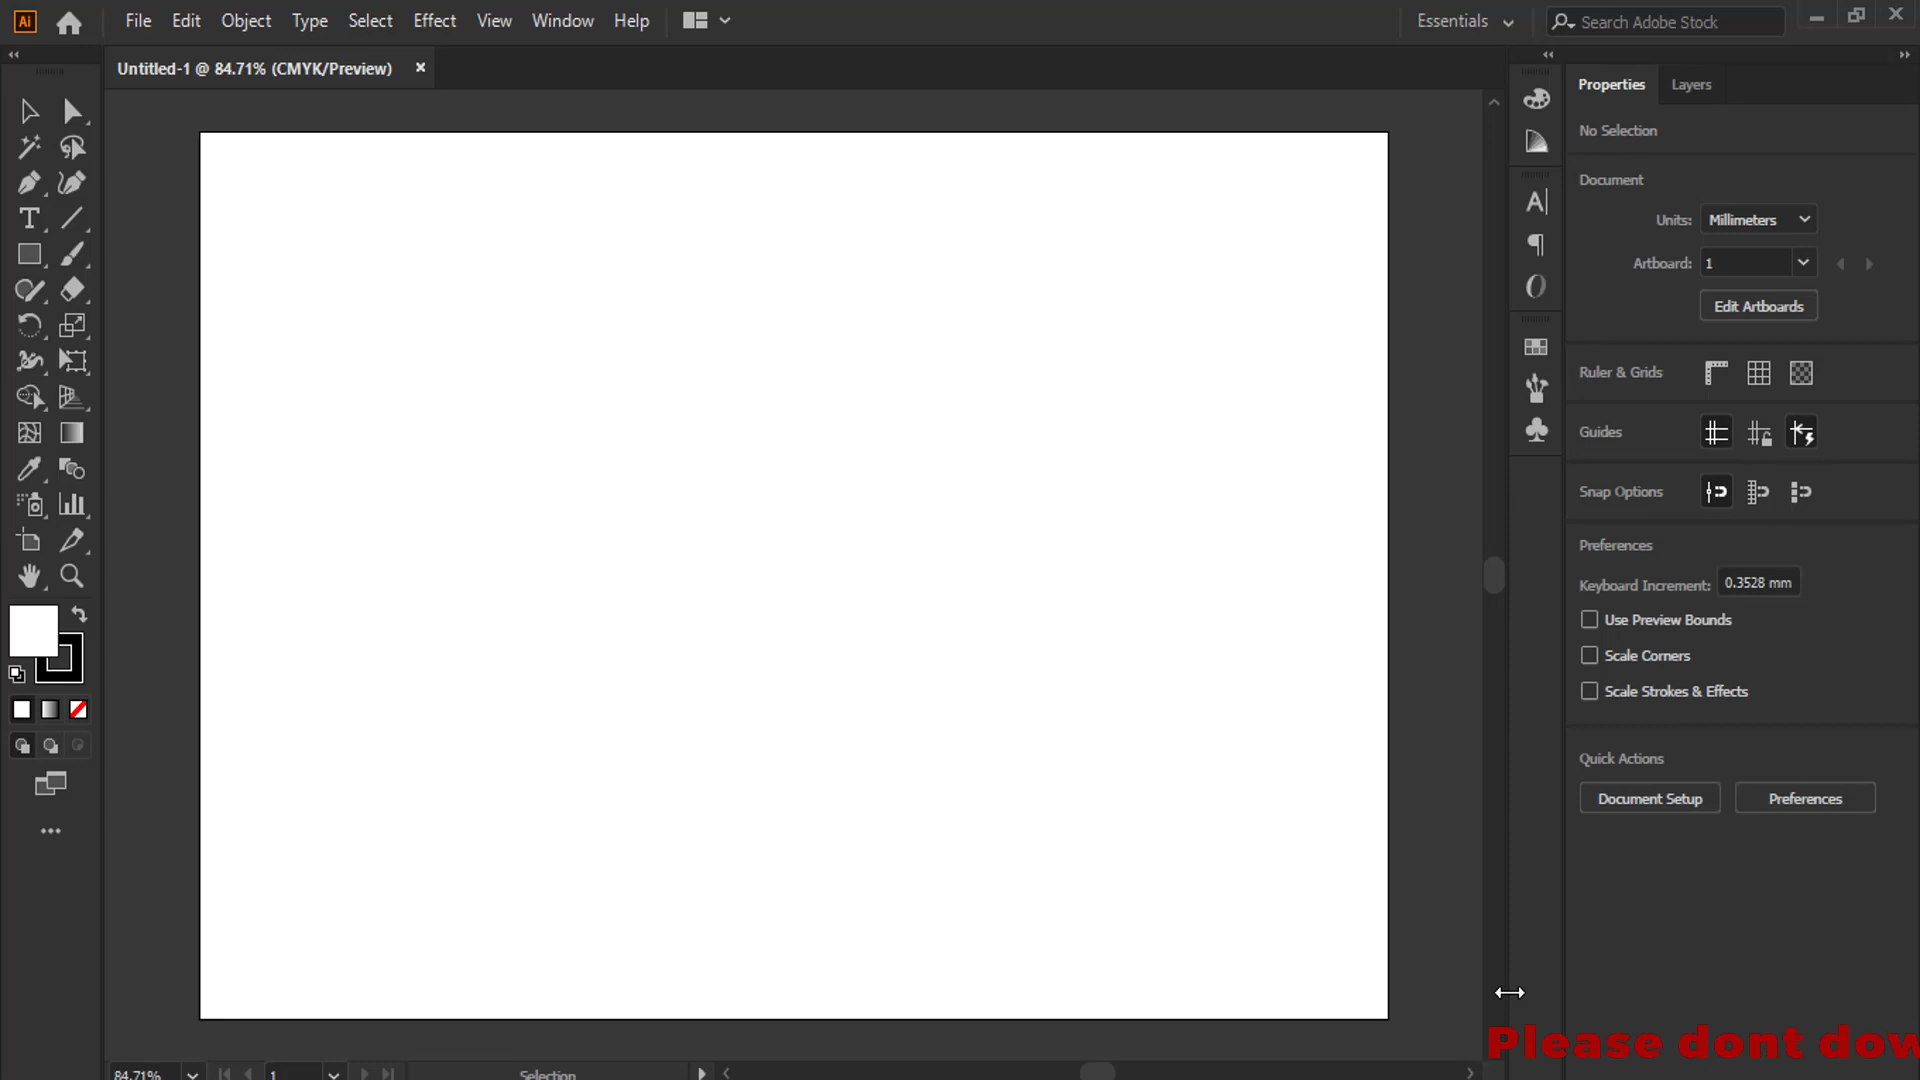 Ai File Edit Object Type Select Effect View Window Help Essentials Search Adobe Stock
Untitled-1 @ 84.71% (CMYK/Preview)
Properties Layers
No Selection
Document
Units: Millimeters
Artboard: 1
Edit Artboards
Ruler & Grids
Guides
Snap Options
Preferences
Keyboard Increment: 0.3528 mm
Use Preview Bounds
Scale Corners
Scale Strokes & Effects
Quick Actions
Document Setup Preferences
Please dont dow
84.71% 1 Selection